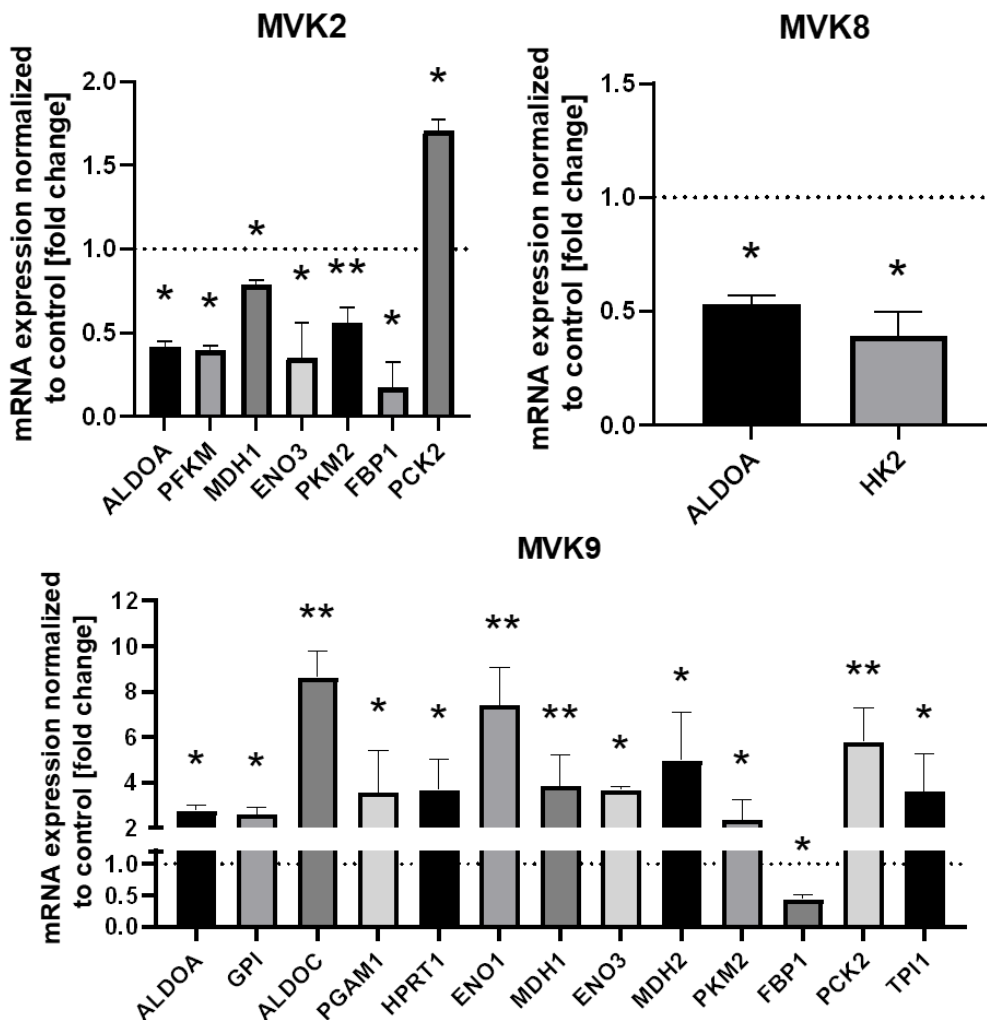 MVK2
mRNA expression normalized
to control [fold change]
2.0
1.5
1.0
0.5
0.0
*
*
*
*
**
*
*
ALDOA
PFKM
MDH1
ENO3
PKM2
FBP1
PCK2
MVK8
mRNA expression normalized
to control [fold change]
1.5
1.0
0.5
0.0
*
*
ALDOA
HK2
MVK9
mRNA expression normalized
to control [fold change]
12
10
8
6
4
2
1.0
0.5
0.0
*
*
**
*
*
**
**
*
*
*
*
**
*
ALDOA
GPI
ALDOC
PGAM1
HPRT1
ENO1
MDH1
ENO3
MDH2
PKM2
FBP1
PCK2
TPI1